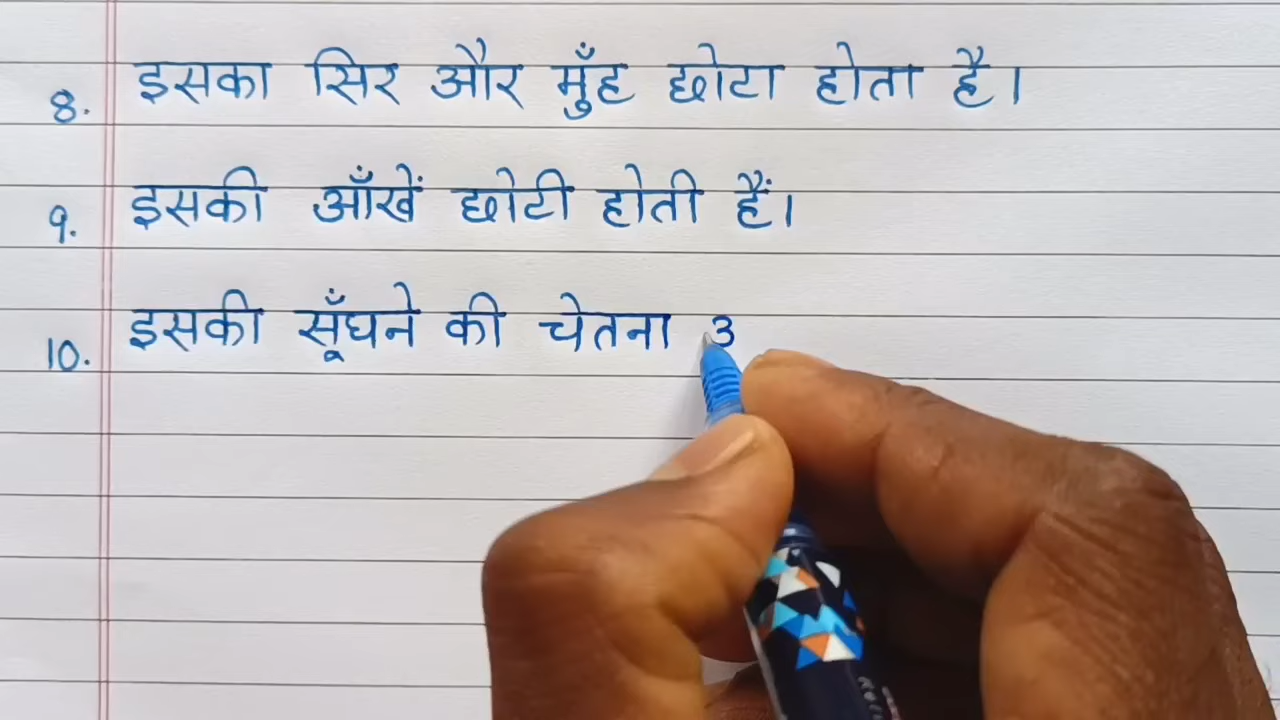 8. इसका सिर और मुँह छोटा होता है।
9. इसकी आँखें छोटी होती हैं।
10. इसकी सूँघने की चेतना